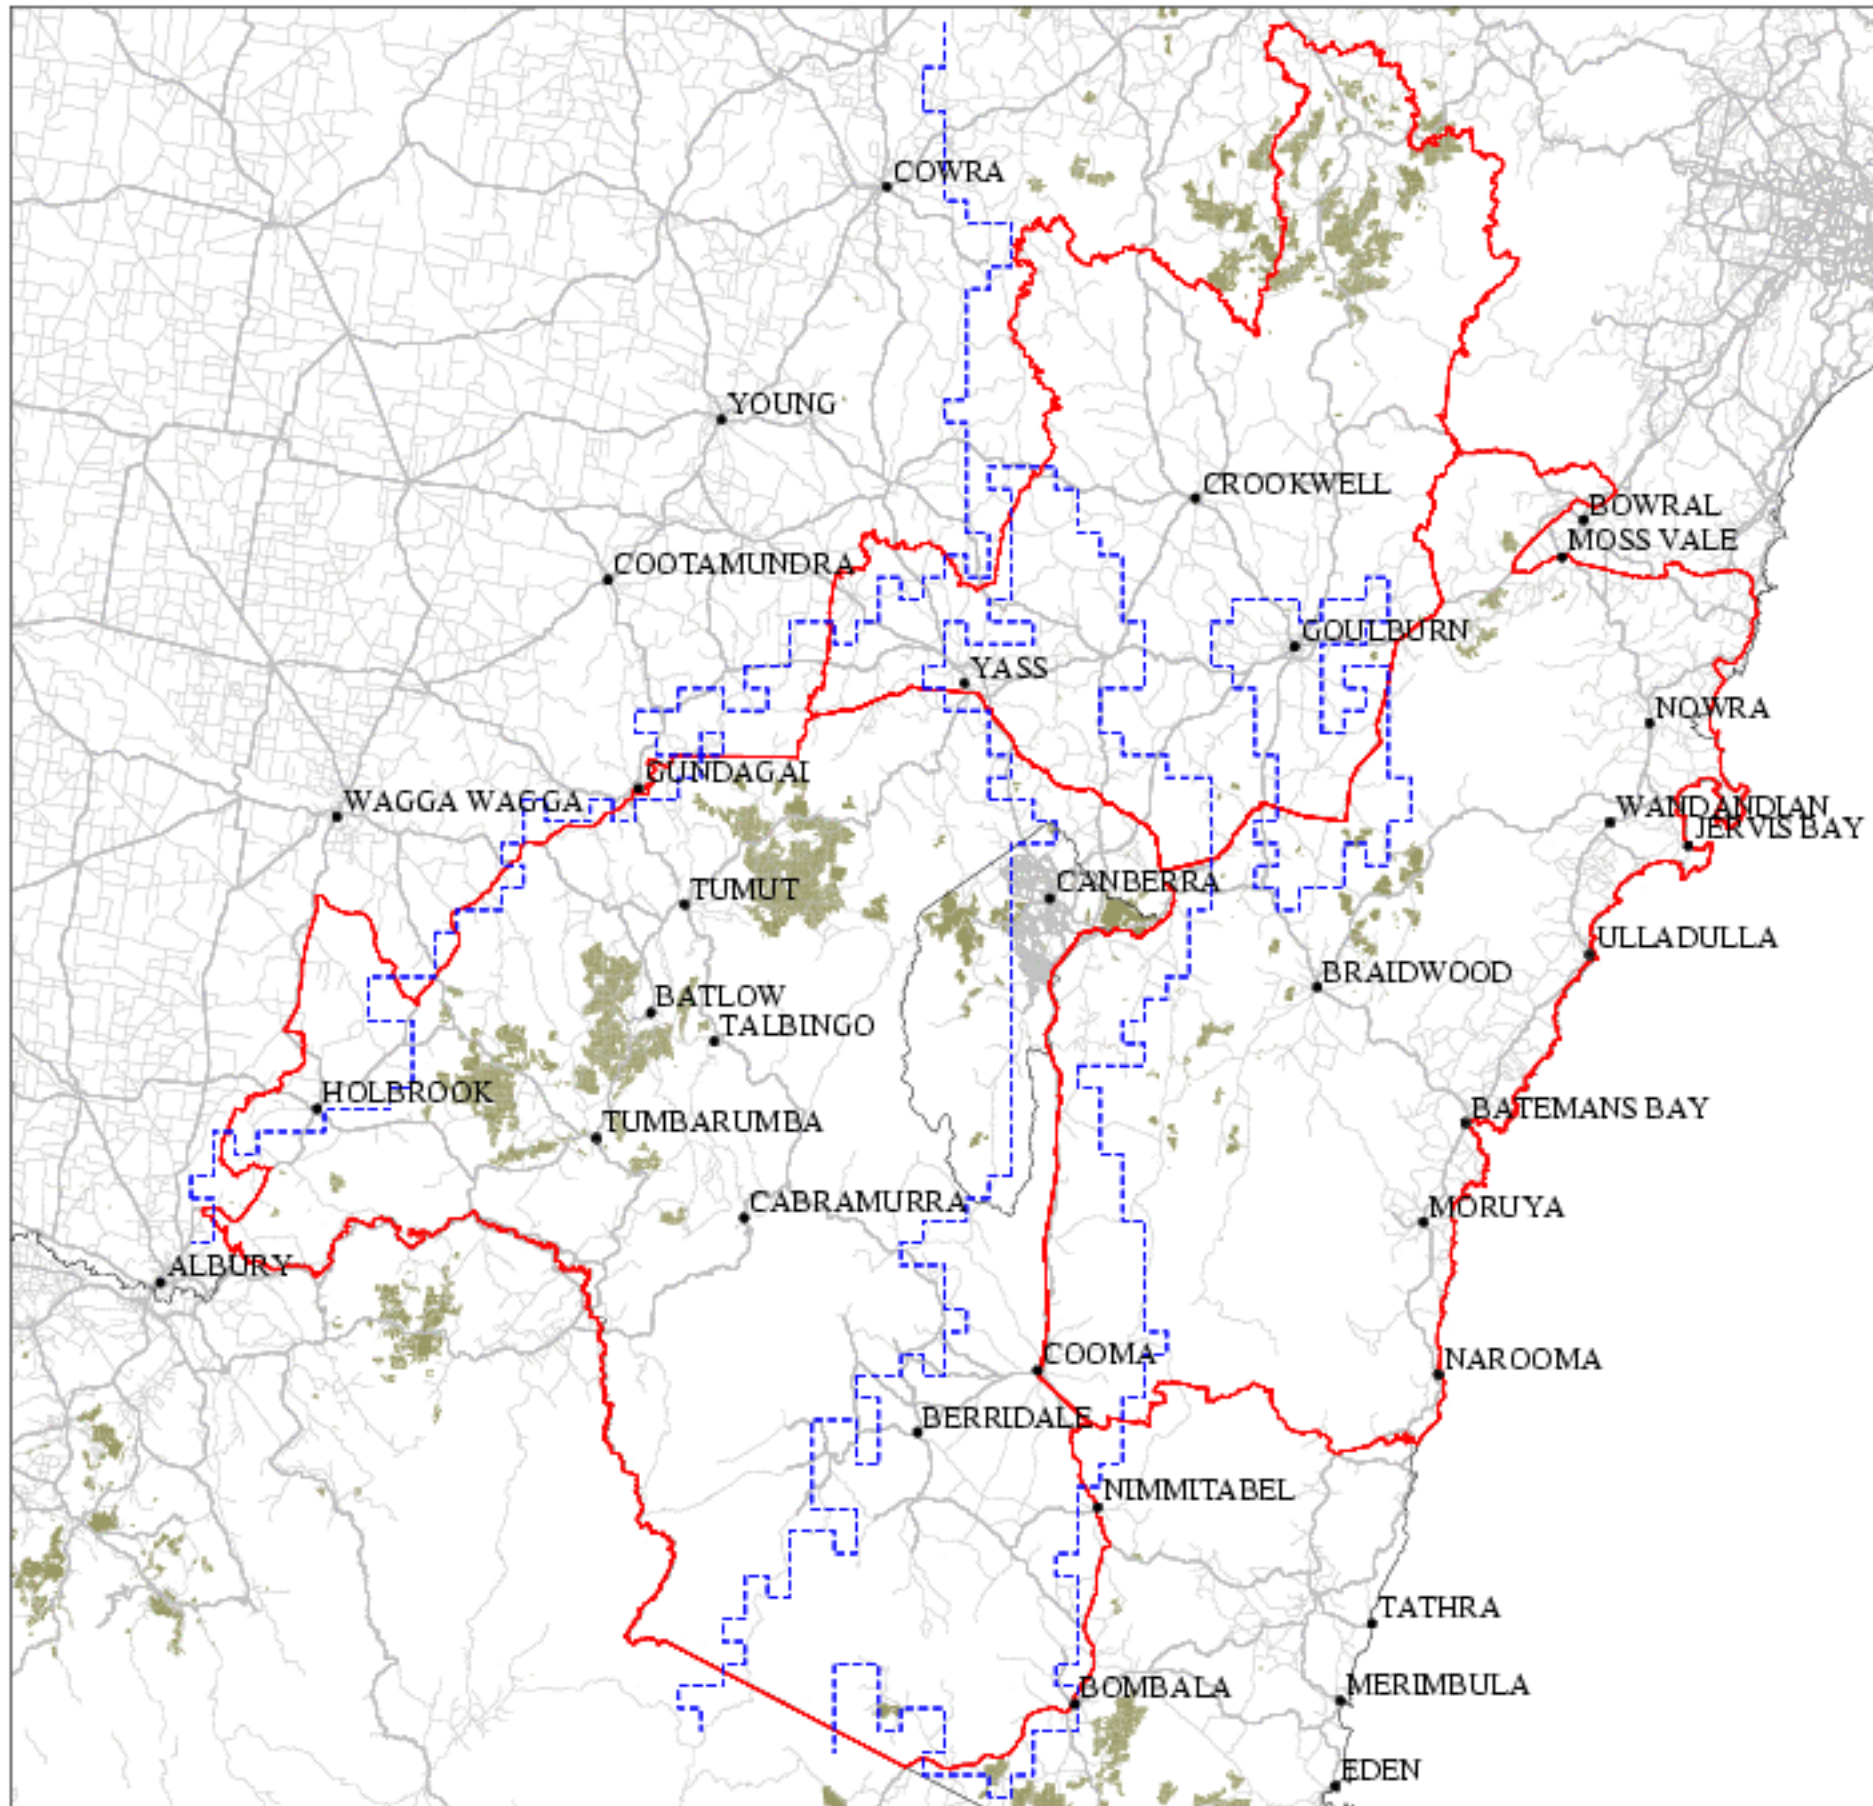 COWRA
YOUNG
CROOKWELL
BOWRAL
MOSS VALE
COOTAMUNDRA
GOULBURN
YASS
NOWRA
GUNDAGAI
WAGGA WAGGA
WANDANDIAN
JERVIS BAY
CANBERRA
TUMUT
ULLADULLA
BRAIDWOOD
BATLOW
TALBINGO
HOLBROOK
BATEMANS BAY
TUMBARUMBA
CABRAMURRA
MORUYA
ALBURY
COOMA
NAROOMA
BERRIDALE
NIMMITABEL
TATHRA
BOMBALA
MERIMBULA
EDEN